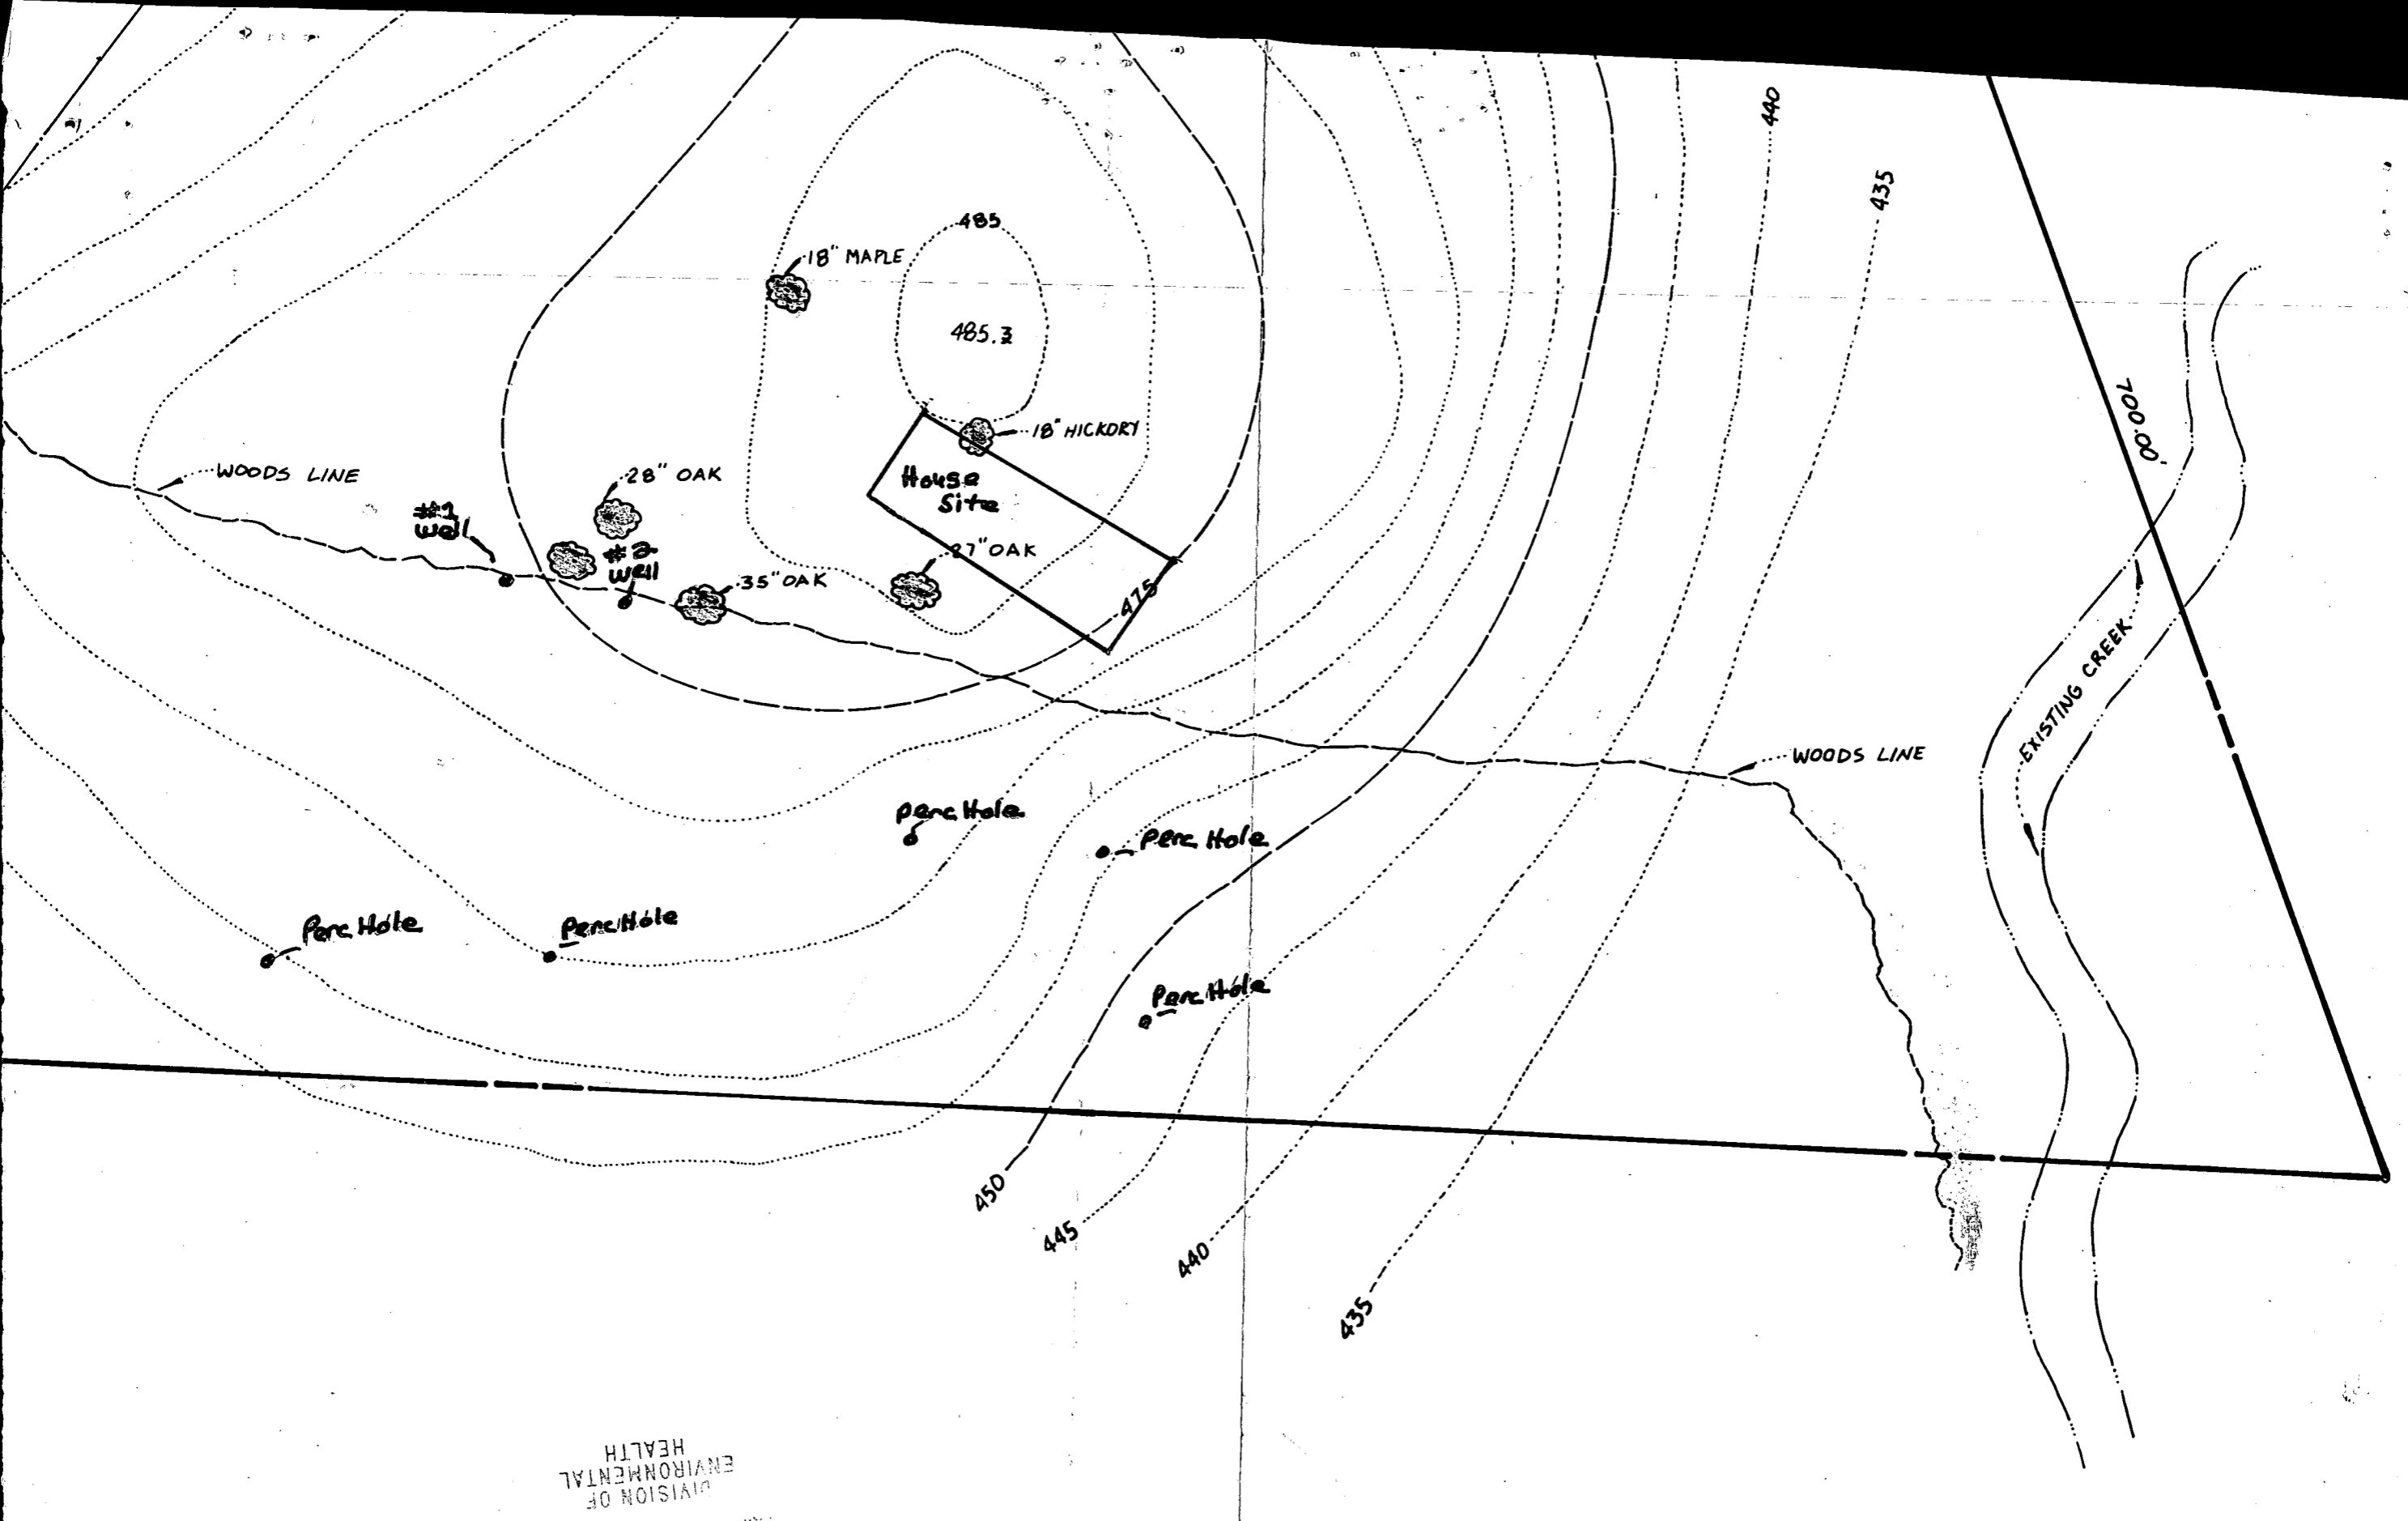 440
435
485
18" MAPLE
485.3
700.00'
18" HICKORY
WOODS LINE
28" OAK
House
Site
#1
well
#2
well
27" OAK
35" OAK
475
EXISTING CREEK
WOODS LINE
Perc Hole
Perc Hole
Perc Hole
Perc Hole
Perc Hole
450
445
440
435
DIVISION OF
ENVIRONMENTAL
HEALTH